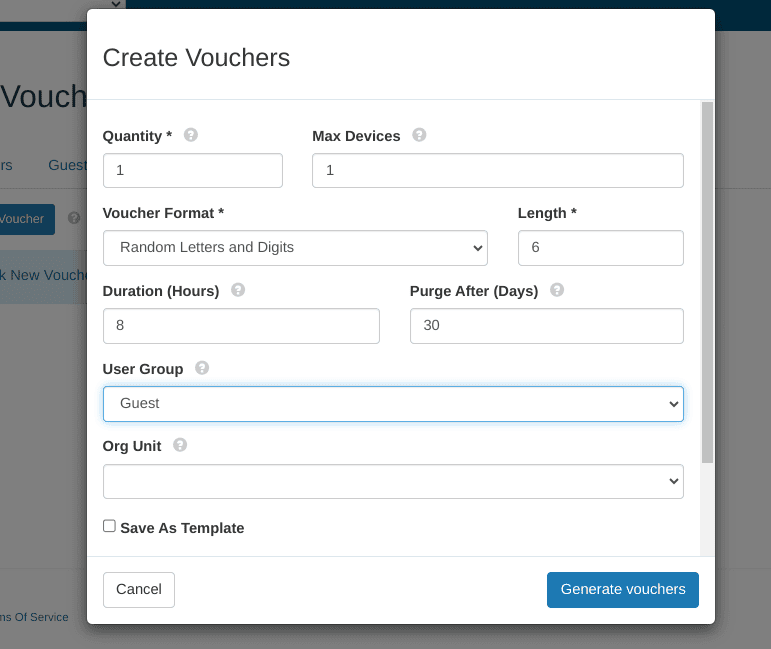 Create Vouchers
Vouch
rs Guest
Voucher
k New Vouche
Quantity * Max Devices
1 1
Voucher Format * Length *
Random Letters and Digits 6
Duration (Hours) Purge After (Days)
8 30
User Group
Guest
Org Unit
Save As Template
Cancel Generate vouchers
ms Of Service